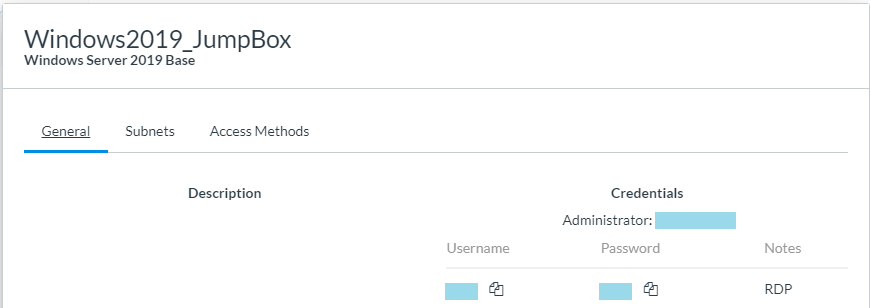 Windows2019_JumpBox
Windows Server 2019 Base
General Subnets Access Methods
Description Credentials
Administrator:
Username Password Notes
RDP